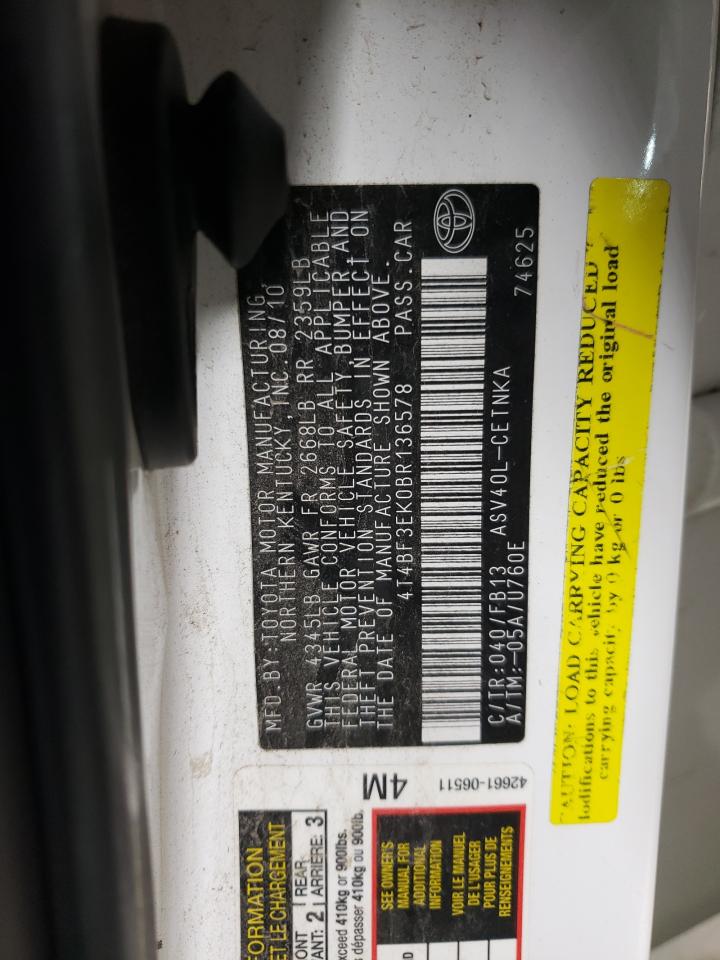 MFD.BY:TOYOTA MOTOR MANUFACTURING,
NORTHERN KENTUCKY, INC 08/10
GVWR 4345LB GAWR FR 2668LB RR 2359LB
THIS VEHICLE CONFORMS TO ALL APPLICABLE
FEDERAL MOTOR VEHICLE SAFETY, BUMPER, AND
THEFT PREVENTION STANDARDS IN EFFECT ON
THE DATE OF MANUFACTURE SHOWN ABOVE.
4T4BF3EK0BR136578 PASS.CAR
C/TR:040/FB13 ASV40L-CETNKA
A/TM:-05A/U760E 74625
CAUTION: LOAD CARRYING CAPACITY REDUCED
Modifications to this vehicle have reduced the original load
carrying capacity by 0 kg or 0 lbs
4M
42661-06511
FORMATION
ET LE CHARGEMENT
ONT
VANT: 2
REAR
ARRIÈRE: 3
exceed 410kg or 900lbs.
s dépasser 410kg ou 900lb.
SEE OWNER'S
MANUAL FOR
ADDITIONAL
INFORMATION
VOIR LE MANUEL
DE L'USAGER
POUR PLUS DE
RENSEIGNEMENTS